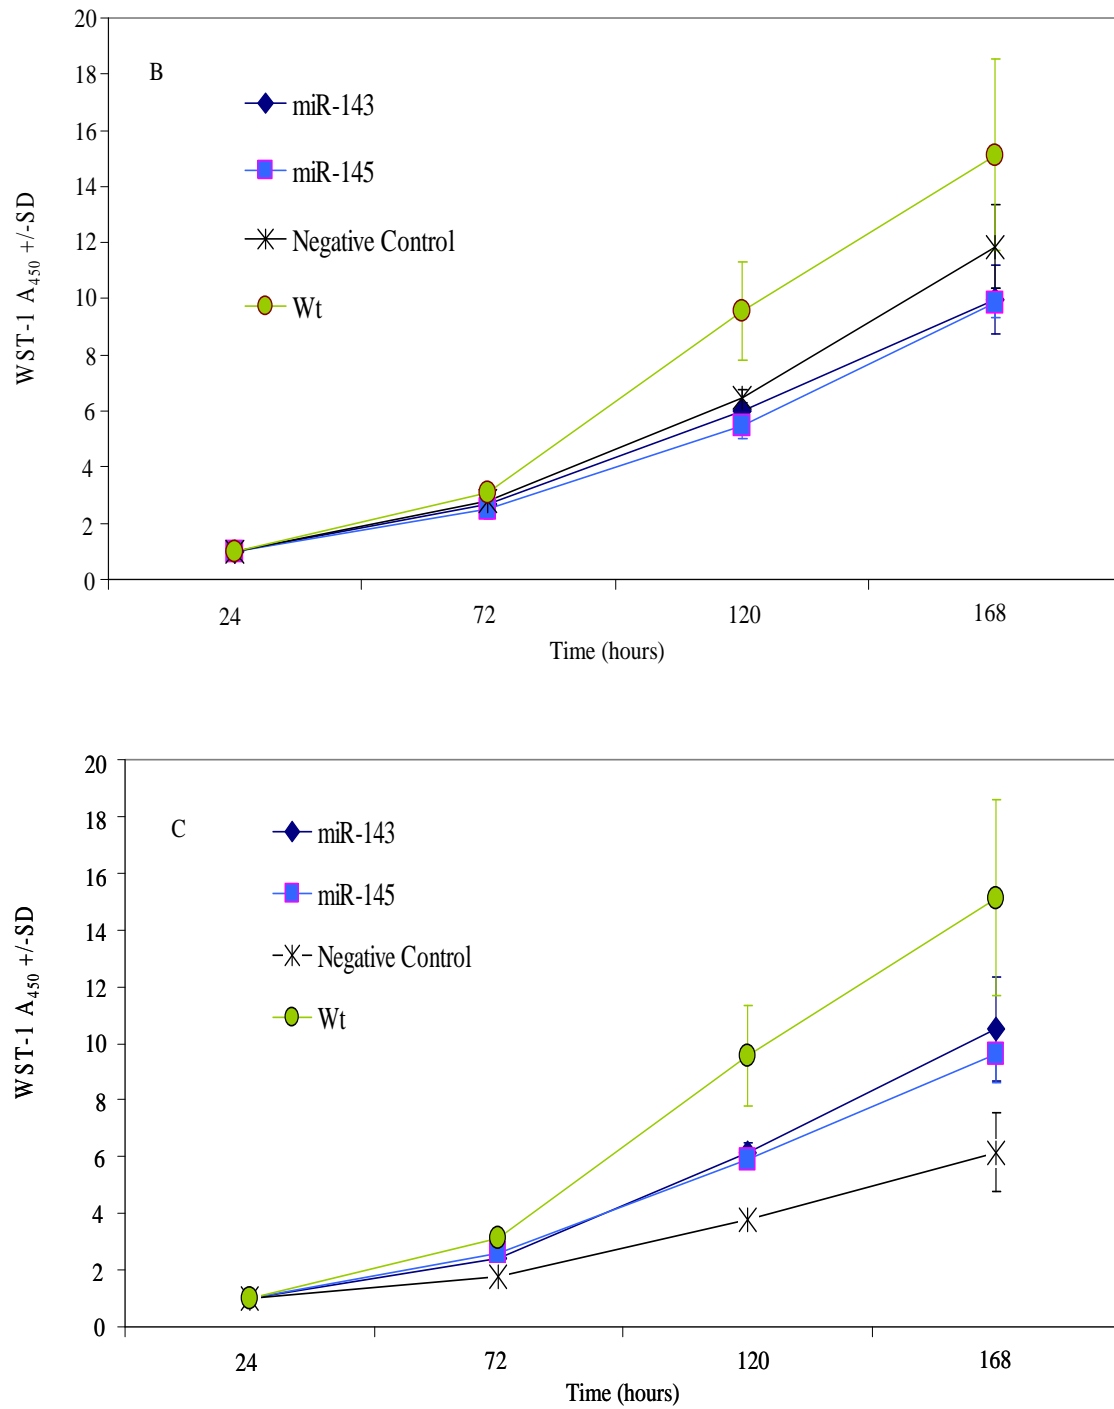 20
18
16
14
12
10
8
6
4
2
0
WST-1 A450 +/-SD
B
miR-143
miR-145
Negative Control
Wt
24 72 120 168
Time (hours)
20
18
16
14
12
10
8
6
4
2
0
WST-1 A450 +/-SD
C
miR-143
miR-145
Negative Control
Wt
24 72 120 168
Time (hours)